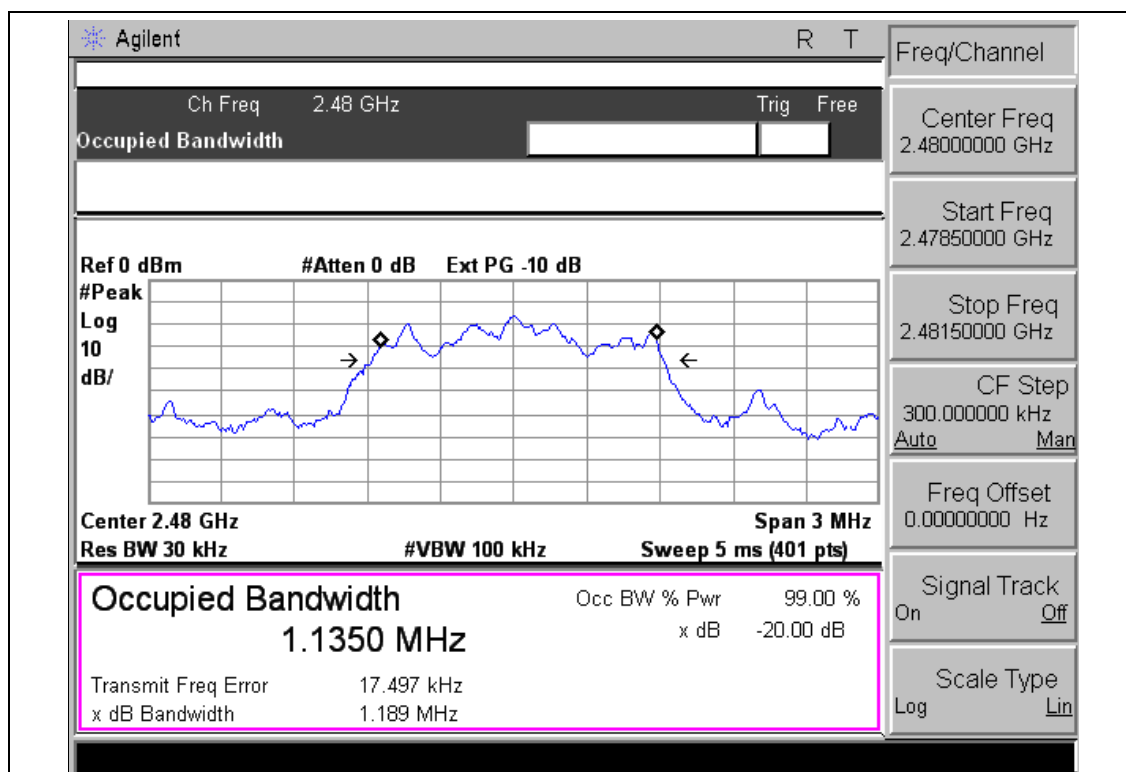 Agilent R T
Ch Freq 2.48 GHz Trig Free
Occupied Bandwidth
Ref 0 dBm #Atten 0 dB Ext PG -10 dB
#Peak
Log
10
dB/
Center 2.48 GHz Span 3 MHz
Res BW 30 kHz #VBW 100 kHz Sweep 5 ms (401 pts)
Occupied Bandwidth Occ BW % Pwr 99.00 %
1.1350 MHz x dB -20.00 dB
Transmit Freq Error 17.497 kHz
x dB Bandwidth 1.189 MHz
Freq/Channel
Center Freq
2.48000000 GHz
Start Freq
2.47850000 GHz
Stop Freq
2.48150000 GHz
CF Step
300.000000 kHz
Auto Man
Freq Offset
0.00000000 Hz
Signal Track
On Off
Scale Type
Log Lin